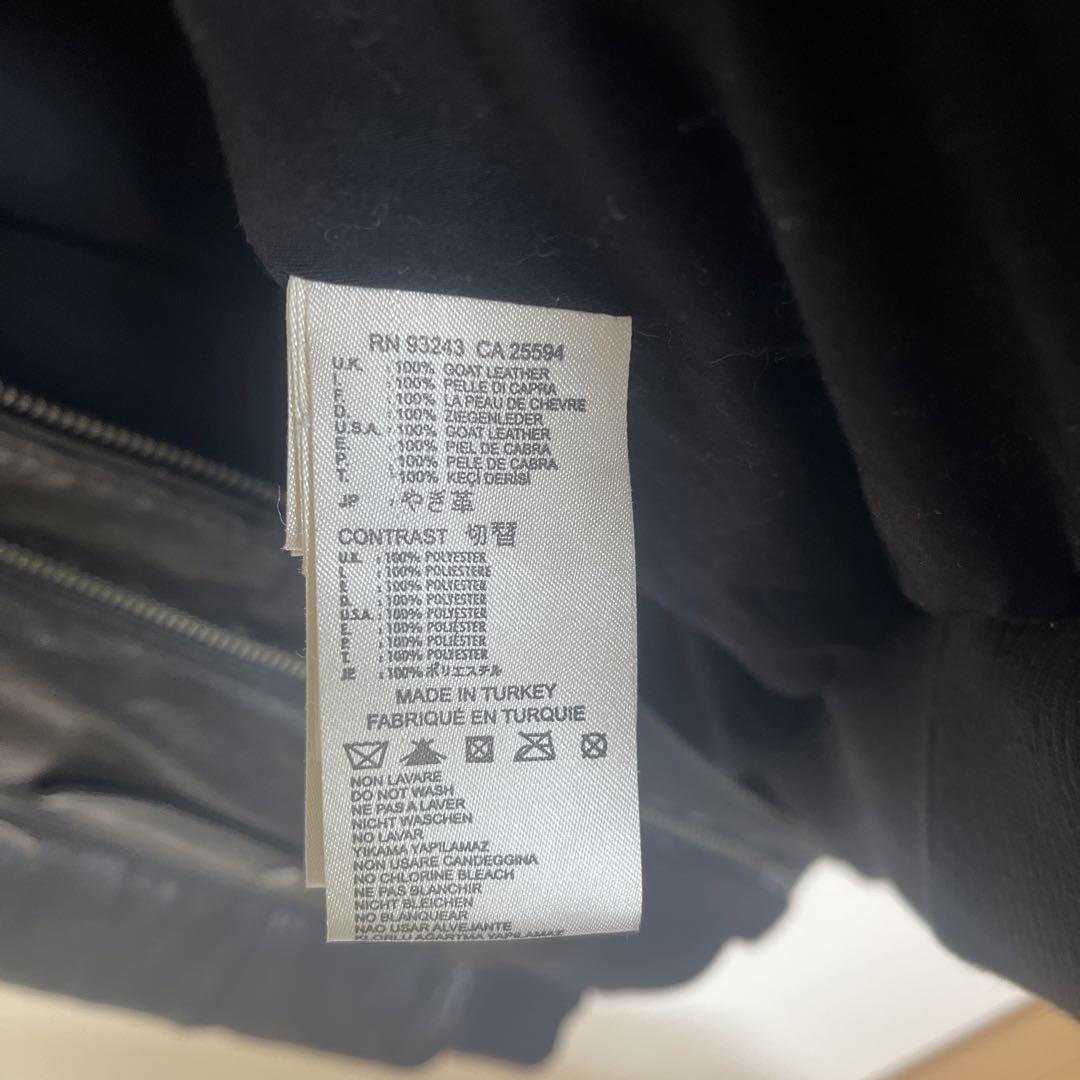 RN 93243 CA 25594
U.K. :100% GOAT LEATHER
I. :100% PELLE DI CAPRA
F. :100% LA PEAU DE CHEVRE
D. :100% ZIEGENLEDER
U.S.A. :100% GOAT LEATHER
E. :100% PIEL DE CABRA
P. :100% PELE DE CABRA
T. :100% KEÇI DERISI
JP :やぎ革
CONTRAST 切替
U.K. :100% POLYESTER
I. :100% POLIESTERE
F. :100% POLYESTER
D. :100% POLYESTER
U.S.A. :100% POLYESTER
E. :100% POLIESTER
P. :100% POLIÉSTER
T. :100% POLYESTER
JP :100% ポリエステル
MADE IN TURKEY
FABRIQUÉ EN TURQUIE
NON LAVARE
DO NOT WASH
NE PAS A LAVER
NICHT WASCHEN
NO LAVAR
YIKAMA YAPILAMAZ
NON USARE CANDEGGINA
NO CHLORINE BLEACH
NE PAS BLANCHIR
NICHT BLEICHEN
NO BLANQUEAR
NAO USAR ALVEJANTE
KLORLU AGARTMA YAPILAMAZ